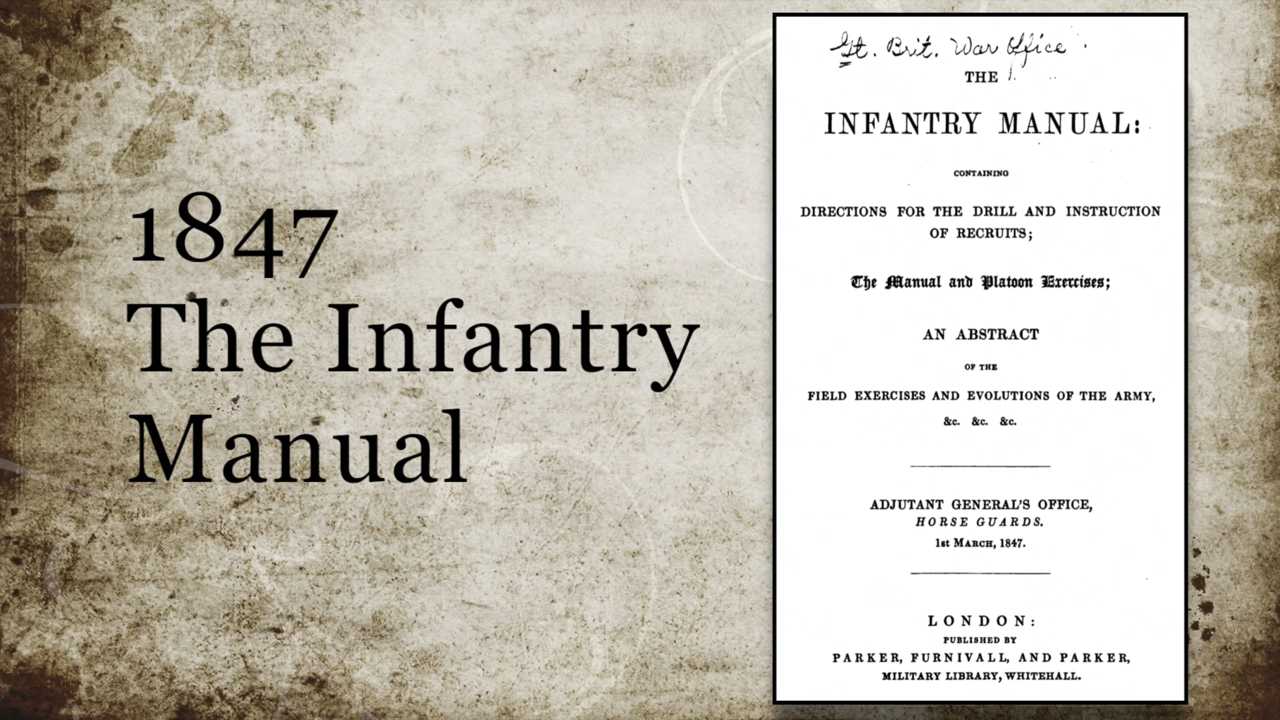 1847
The Infantry
Manual
Gt. Brit. War Office
THE
INFANTRY MANUAL:
CONTAINING
DIRECTIONS FOR THE DRILL AND INSTRUCTION
OF RECRUITS;
The Manual and Platoon Exercises;
AN ABSTRACT
OF THE
FIELD EXERCISES AND EVOLUTIONS OF THE ARMY,
&c. &c. &c.
ADJUTANT GENERAL'S OFFICE,
HORSE GUARDS.
1st MARCH, 1847.
LONDON:
PUBLISHED BY
PARKER, FURNIVALL, AND PARKER,
MILITARY LIBRARY, WHITEHALL.